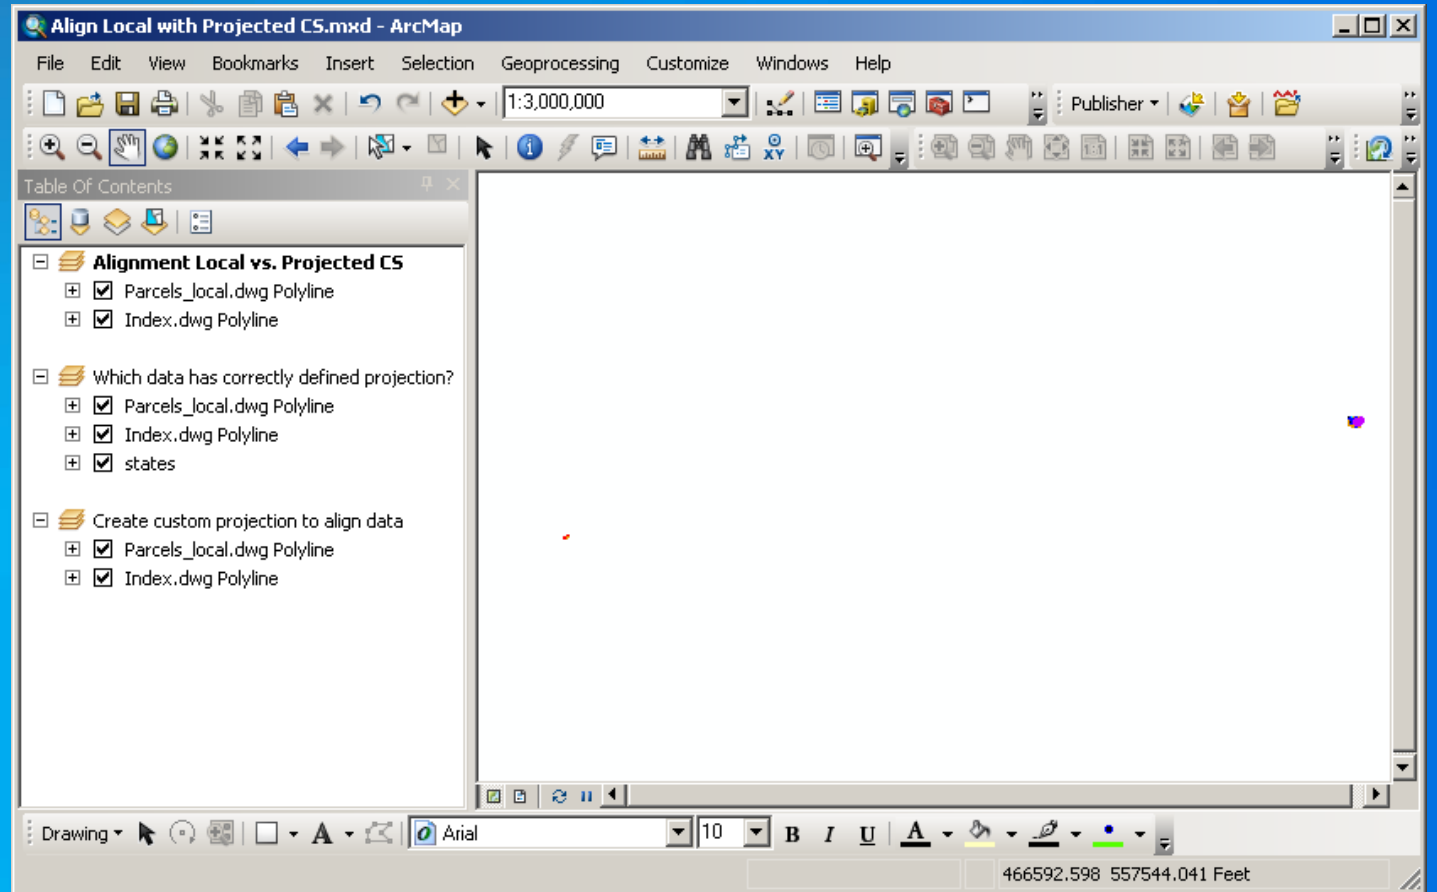 Align Local with Projected CS.mxd - ArcMap
File Edit View Bookmarks Insert Selection Geoprocessing Customize Windows Help
1:3,000,000 Publisher
Table Of Contents
Alignment Local vs. Projected CS
Parcels_local.dwg Polyline
Index.dwg Polyline
Which data has correctly defined projection?
Parcels_local.dwg Polyline
Index.dwg Polyline
states
Create custom projection to align data
Parcels_local.dwg Polyline
Index.dwg Polyline
Drawing A Arial 10 B I U A
466592.598 557544.041 Feet